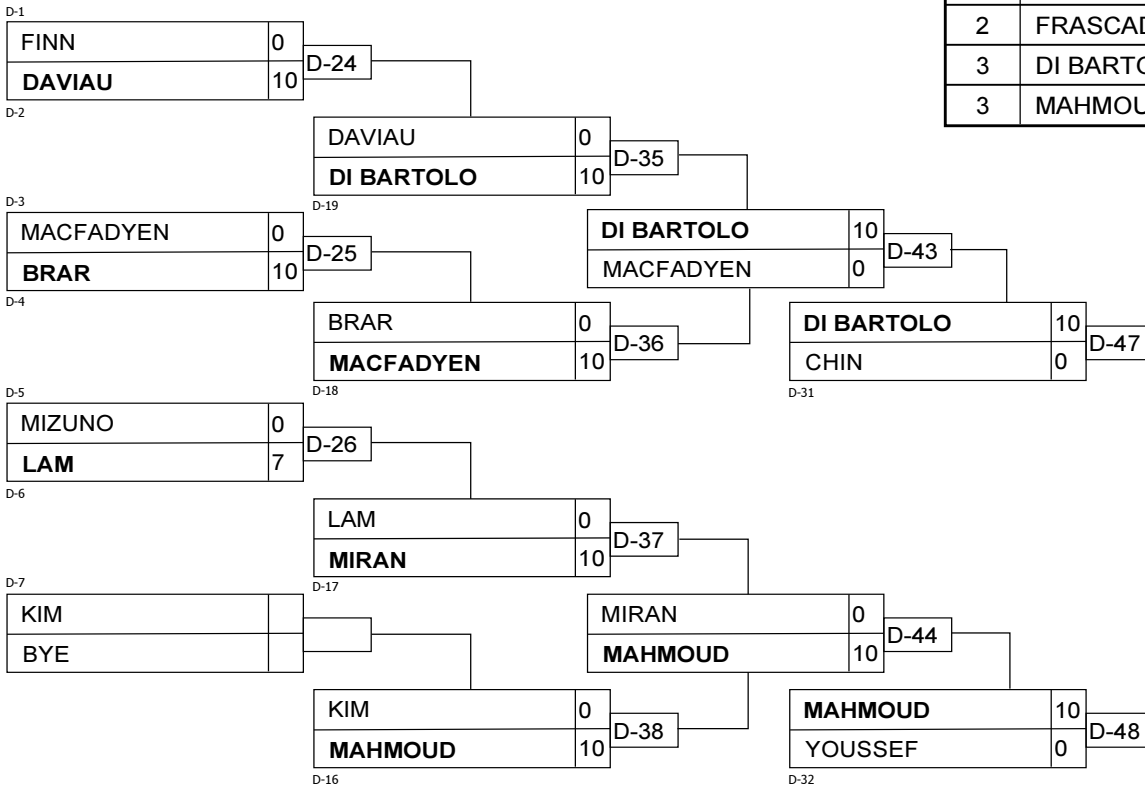 D-1
FINN 0
DAVIAU 10
D-24
D-2
2
3
3 DI
DAVIAU 0
DI BARTOLO 10
D-35
D-19
D-3
MACFADYEN 0
BRAR 10
D-25
D-4
DI BARTOLO 10
MACFADYEN 0
D-43
BRAR 0
MACFADYEN 10
D-36
D-18
DI BARTOLO 10
CHIN 0
D-47
D-31
D-5
MIZUNO 0
LAM 7
D-26
D-6
LAM 0
MIRAN 10
D-37
D-17
D-7
KIM
BYE
MIRAN 0
MAHMOUD 10
D-44
KIM 0
MAHMOUD 10
D-38
D-16
MAHMOUD 10
YOUSSEF 0
D-48
D-32